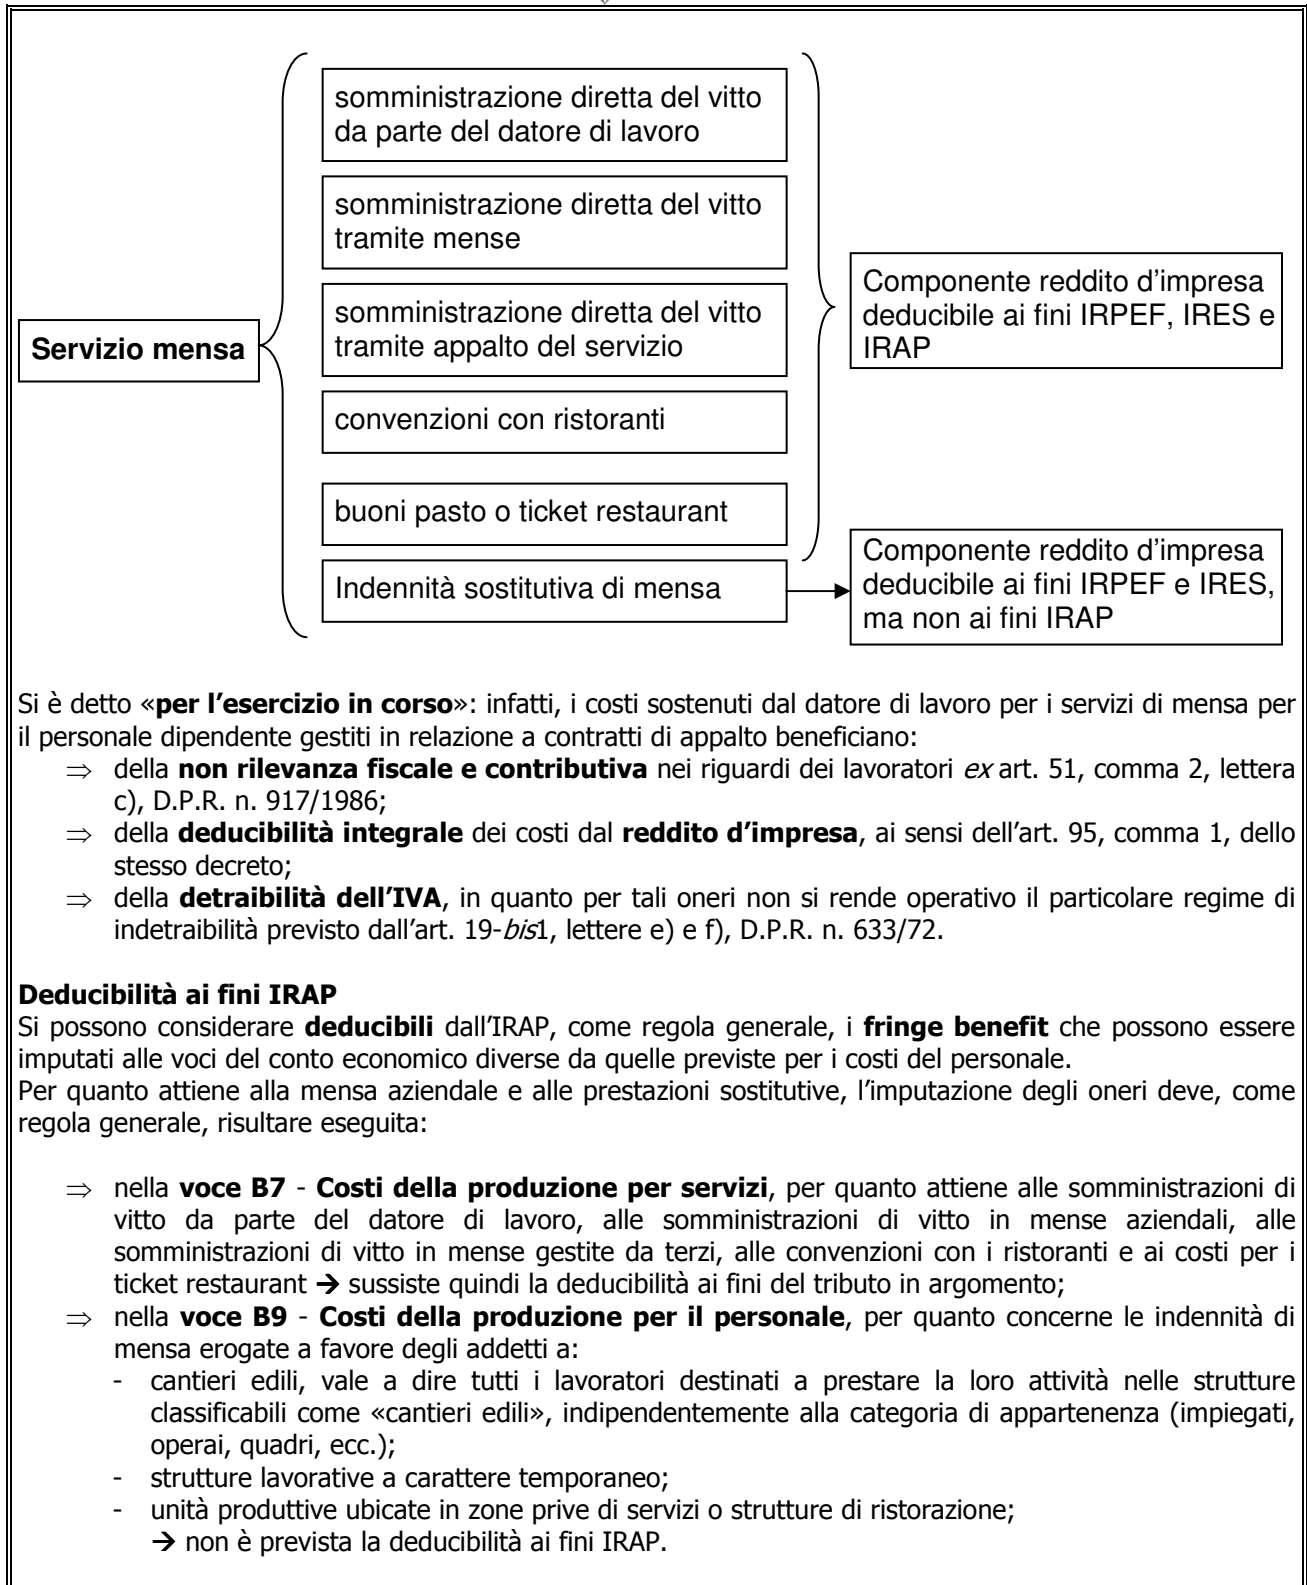 somministrazione diretta del vitto
da parte del datore di lavoro
somministrazione diretta del vitto
tramite mense
somministrazione diretta del vitto
tramite appalto del servizio
Servizio mensa
convenzioni con ristoranti
buoni pasto o ticket restaurant
Indennità sostitutiva di mensa
Componente reddito d'impresa
deducibile ai fini IRPEF, IRES e
IRAP
Componente reddito d'impresa
deducibile ai fini IRPEF e IRES,
ma non ai fini IRAP
Si è detto «per l'esercizio in corso»: infatti, i costi sostenuti dal datore di lavoro per i servizi di mensa per
il personale dipendente gestiti in relazione a contratti di appalto beneficiano:
⇒ della non rilevanza fiscale e contributiva nei riguardi dei lavoratori ex art. 51, comma 2, lettera
c), D.P.R. n. 917/1986;
⇒ della deducibilità integrale dei costi dal reddito d'impresa, ai sensi dell'art. 95, comma 1, dello
stesso decreto;
⇒ della detraibilità dell'IVA, in quanto per tali oneri non si rende operativo il particolare regime di
indetraibilità previsto dall'art. 19-bis1, lettere e) e f), D.P.R. n. 633/72.
Deducibilità ai fini IRAP
Si possono considerare deducibili dall'IRAP, come regola generale, i fringe benefit che possono essere
imputati alle voci del conto economico diverse da quelle previste per i costi del personale.
Per quanto attiene alla mensa aziendale e alle prestazioni sostitutive, l'imputazione degli oneri deve, come
regola generale, risultare eseguita:
⇒ nella voce B7 - Costi della produzione per servizi, per quanto attiene alle somministrazioni di
vitto da parte del datore di lavoro, alle somministrazioni di vitto in mense aziendali, alle
somministrazioni di vitto in mense gestite da terzi, alle convenzioni con i ristoranti e ai costi per i
ticket restaurant ➔ sussiste quindi la deducibilità ai fini del tributo in argomento;
⇒ nella voce B9 - Costi della produzione per il personale, per quanto concerne le indennità di
mensa erogate a favore degli addetti a:
- cantieri edili, vale a dire tutti i lavoratori destinati a prestare la loro attività nelle strutture
classificabili come «cantieri edili», indipendentemente alla categoria di appartenenza (impiegati,
operai, quadri, ecc.);
- strutture lavorative a carattere temporaneo;
- unità produttive ubicate in zone prive di servizi o strutture di ristorazione;
➔ non è prevista la deducibilità ai fini IRAP.